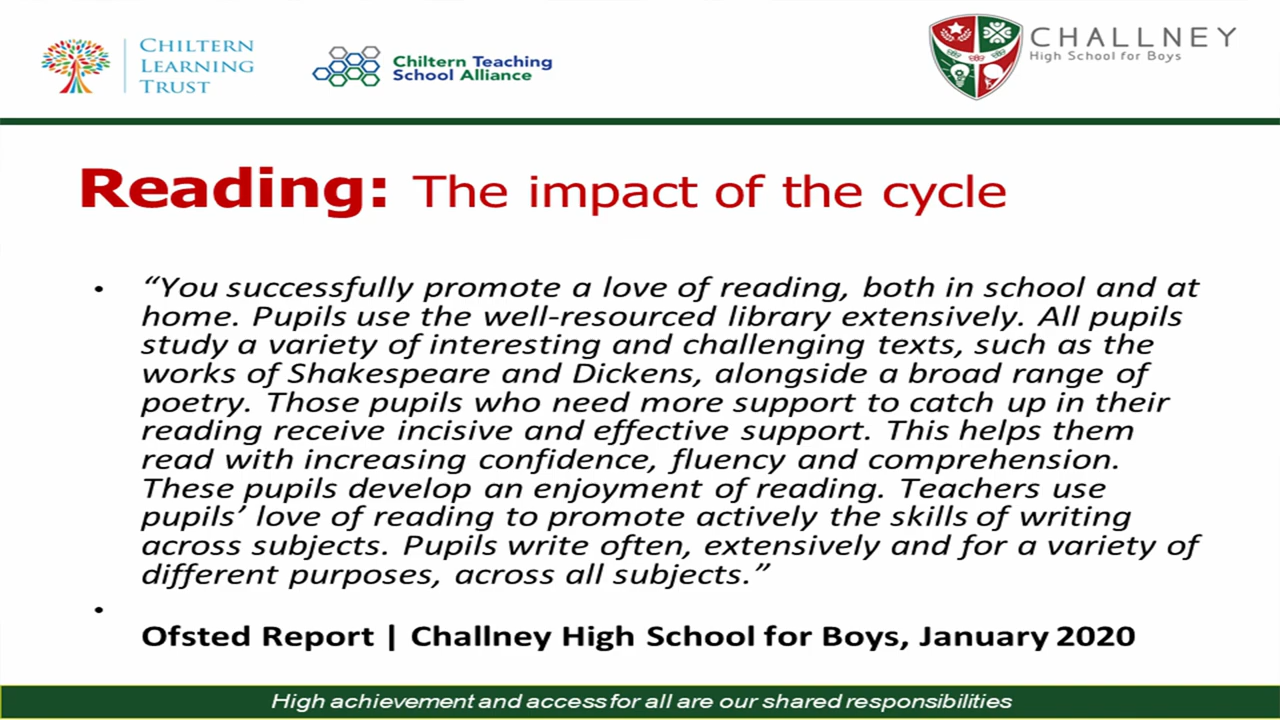 CHILTERN
LEARNING
TRUST
Chiltern Teaching
School Alliance
CHALLNEY
High School for Boys
Reading: The impact of the cycle
• “You successfully promote a love of reading, both in school and at
home. Pupils use the well-resourced library extensively. All pupils
study a variety of interesting and challenging texts, such as the
works of Shakespeare and Dickens, alongside a broad range of
poetry. Those pupils who need more support to catch up in their
reading receive incisive and effective support. This helps them
read with increasing confidence, fluency and comprehension.
These pupils develop an enjoyment of reading. Teachers use
pupils’ love of reading to promote actively the skills of writing
across subjects. Pupils write often, extensively and for a variety of
different purposes, across all subjects.”
•
Ofsted Report | Challney High School for Boys, January 2020
High achievement and access for all are our shared responsibilities